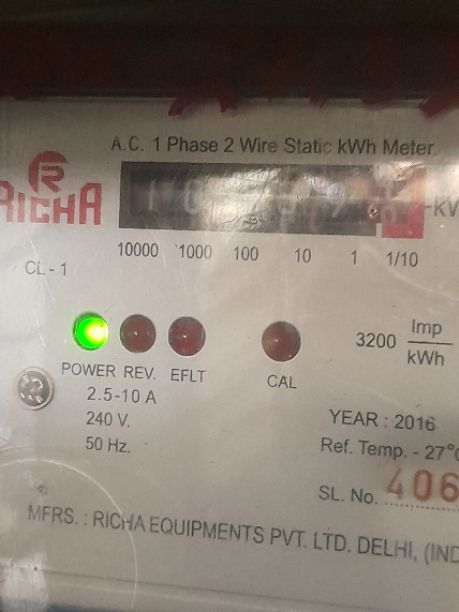 A.C. 1 Phase 2 Wire Static kWh Meter
RICHA
10000 1000 100 10 1 1/10
CL - 1
3200 Imp
kWh
POWER REV. EFLT CAL
2.5-10 A
240 V.
50 Hz.
YEAR : 2016
Ref. Temp. - 27°
SL. No. 406
MFRS. : RICHA EQUIPMENTS PVT. LTD. DELHI, (IND